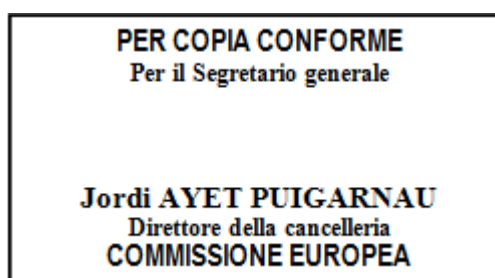 PER COPIA CONFORME
Per il Segretario generale
Jordi AYET PUIGARNAU
Direttore della cancelleria
COMMISSIONE EUROPEA